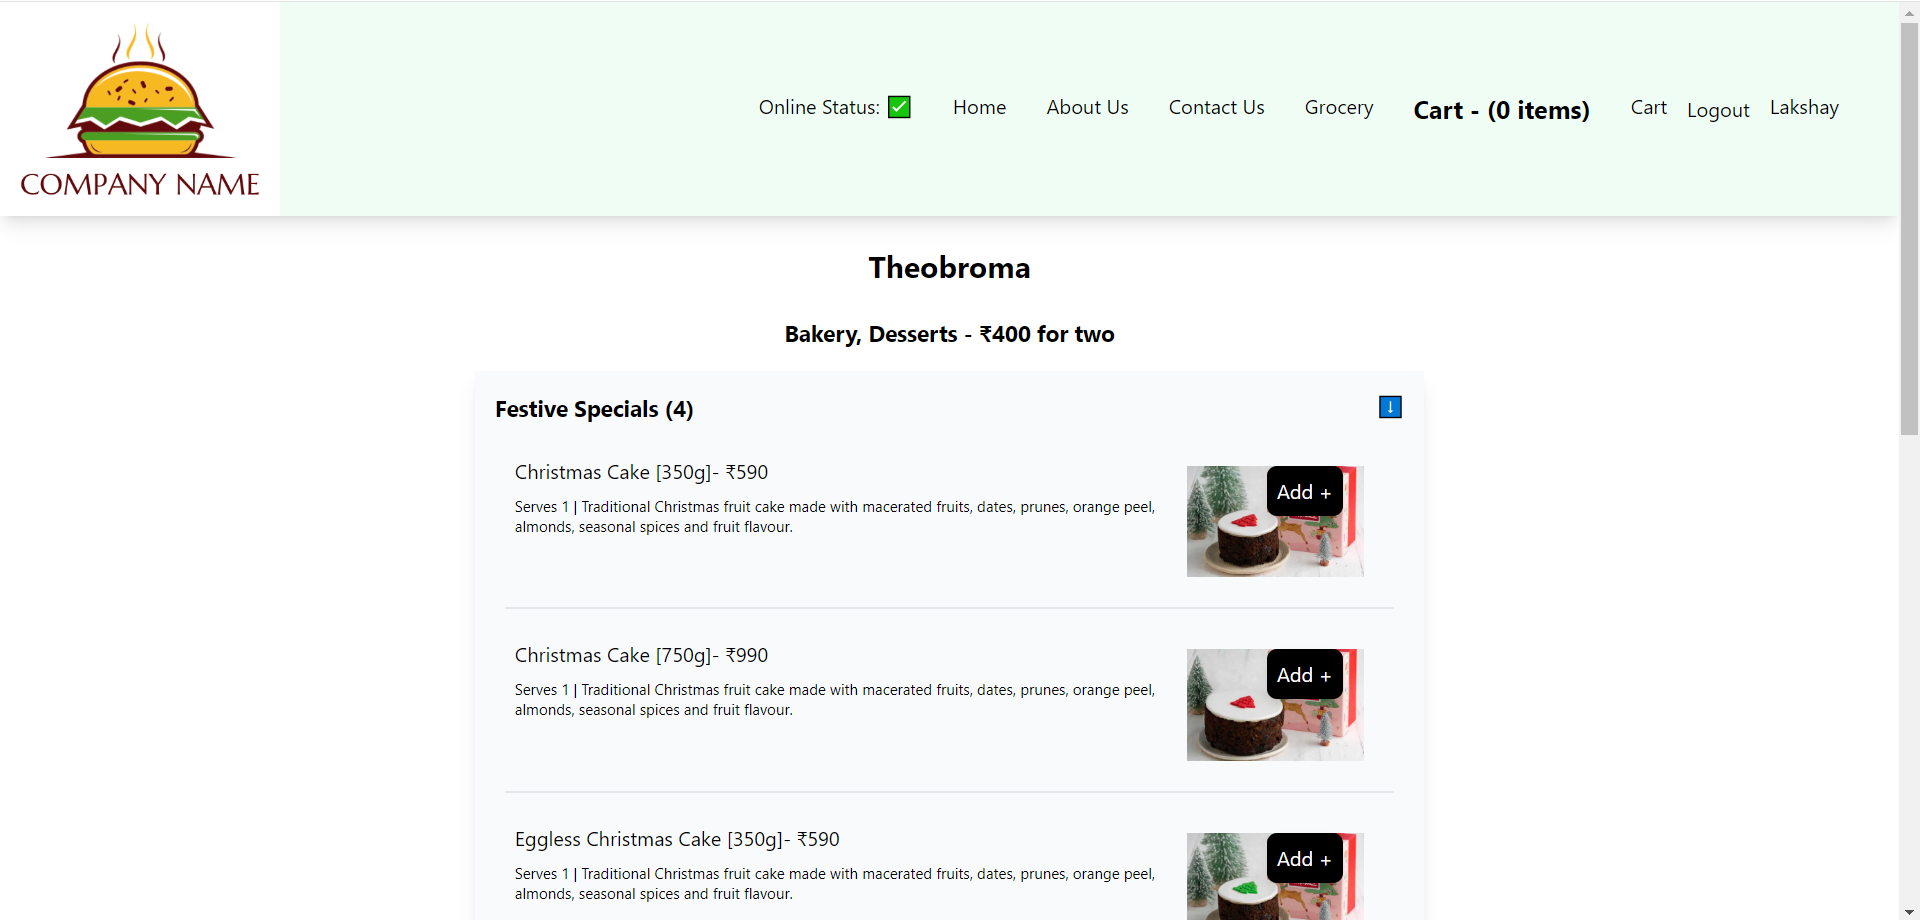 COMPANY NAME
Online Status: ✅ Home About Us Contact Us Grocery Cart - (0 items) Cart Logout Lakshay
Theobroma
Bakery, Desserts - ₹400 for two
Festive Specials (4) ⬇
Christmas Cake [350g]- ₹590
Serves 1 | Traditional Christmas fruit cake made with macerated fruits, dates, prunes, orange peel,
almonds, seasonal spices and fruit flavour.
Add +
Christmas Cake [750g]- ₹990
Serves 1 | Traditional Christmas fruit cake made with macerated fruits, dates, prunes, orange peel,
almonds, seasonal spices and fruit flavour.
Add +
Eggless Christmas Cake [350g]- ₹590
Serves 1 | Traditional Christmas fruit cake made with macerated fruits, dates, prunes, orange peel,
almonds, seasonal spices and fruit flavour.
Add +